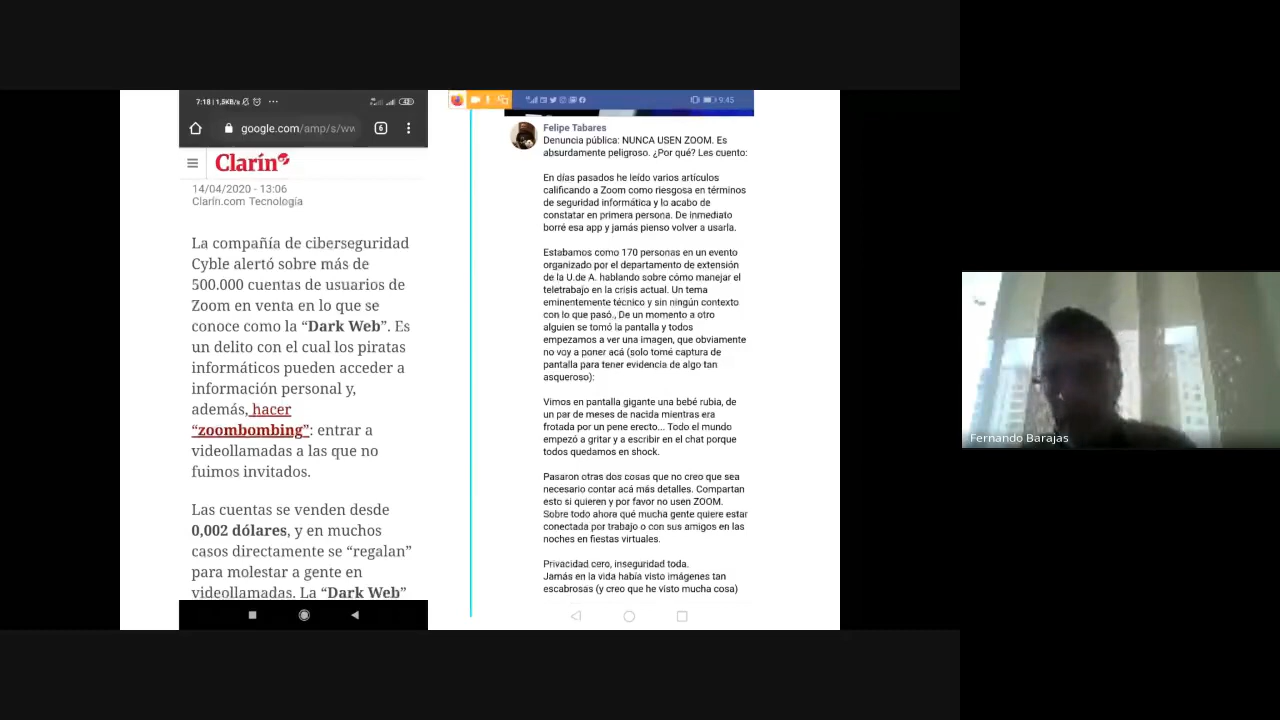 7:18 | 1,5KB/s
google.com/amp/s/ww
6
Clarín
14/04/2020 - 13:06
Clarín.com Tecnología
La compañía de ciberseguridad
Cyble alertó sobre más de
500.000 cuentas de usuarios de
Zoom en venta en lo que se
conoce como la “Dark Web”. Es
un delito con el cual los piratas
informáticos pueden acceder a
información personal y,
además, hacer
“zoombombing”: entrar a
videollamadas a las que no
fuimos invitados.
Las cuentas se venden desde
0,002 dólares, y en muchos
casos directamente se “regalan”
para molestar a gente en
videollamadas. La “Dark Web”
9:45
Felipe Tabares
Denuncia pública: NUNCA USEN ZOOM. Es
absurdamente peligroso. ¿Por qué? Les cuento:
En días pasados he leído varios artículos
calificando a Zoom como riesgosa en términos
de seguridad informática y lo acabo de
constatar en primera persona. De inmediato
borré esa app y jamás pienso volver a usarla.
Estabamos como 170 personas en un evento
organizado por el departamento de extensión
de la U.de A. hablando sobre cómo manejar el
teletrabajo en la crisis actual. Un tema
eminentemente técnico y sin ningún contexto
con lo que pasó., De un momento a otro
alguien se tomó la pantalla y todos
empezamos a ver una imagen, que obviamente
no voy a poner acá (solo tomé captura de
pantalla para tener evidencia de algo tan
asqueroso):
Vimos en pantalla gigante una bebé rubia, de
un par de meses de nacida mientras era
frotada por un pene erecto... Todo el mundo
empezó a gritar y a escribir en el chat porque
todos quedamos en shock.
Pasaron otras dos cosas que no creo que sea
necesario contar acá más detalles. Compartan
esto si quieren y por favor no usen ZOOM.
Sobre todo ahora qué mucha gente quiere estar
conectada por trabajo o con sus amigos en las
noches en fiestas virtuales.
Privacidad cero, inseguridad toda.
Jamás en la vida había visto imágenes tan
escabrosas (y creo que he visto mucha cosa)
Fernando Barajas